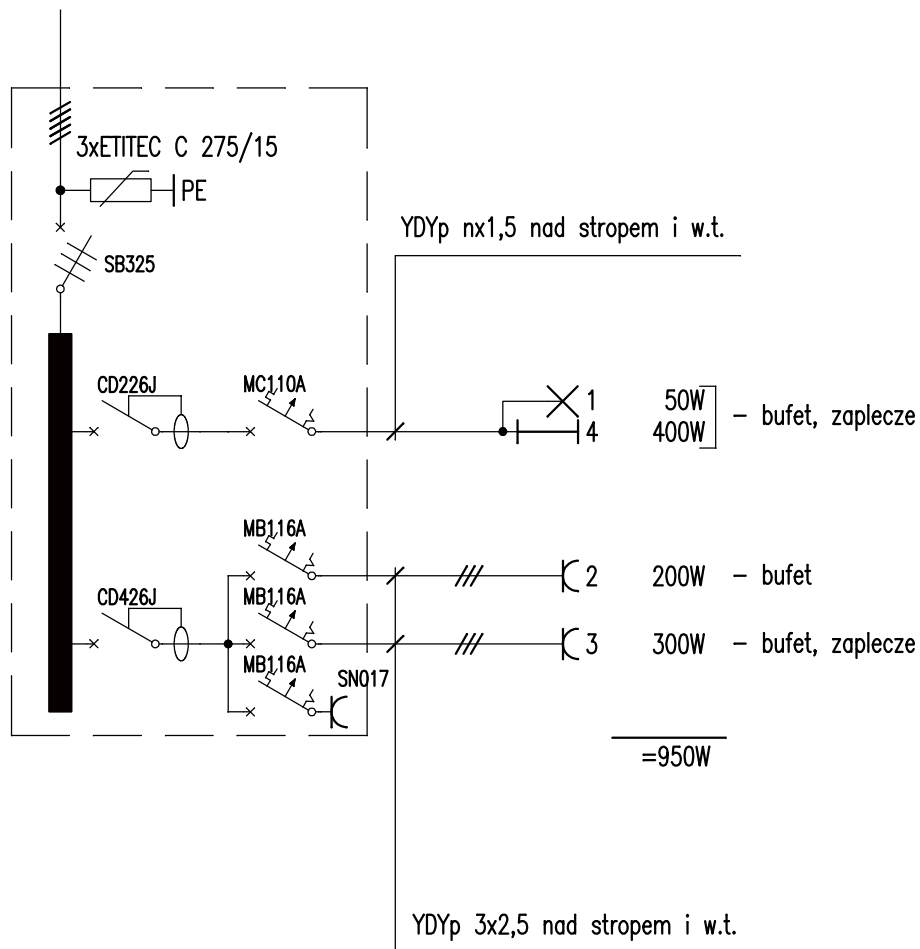 3xETITEC C 275/15
PE
YDYp nx1,5 nad stropem i w.t.
SB325
CD226J
MC110A
1 50W
4 400W
– bufet, zaplecze
MB116A
2 200W – bufet
CD426J
MB116A
3 300W – bufet, zaplecze
MB116A
SN017
=950W
YDYp 3x2,5 nad stropem i w.t.